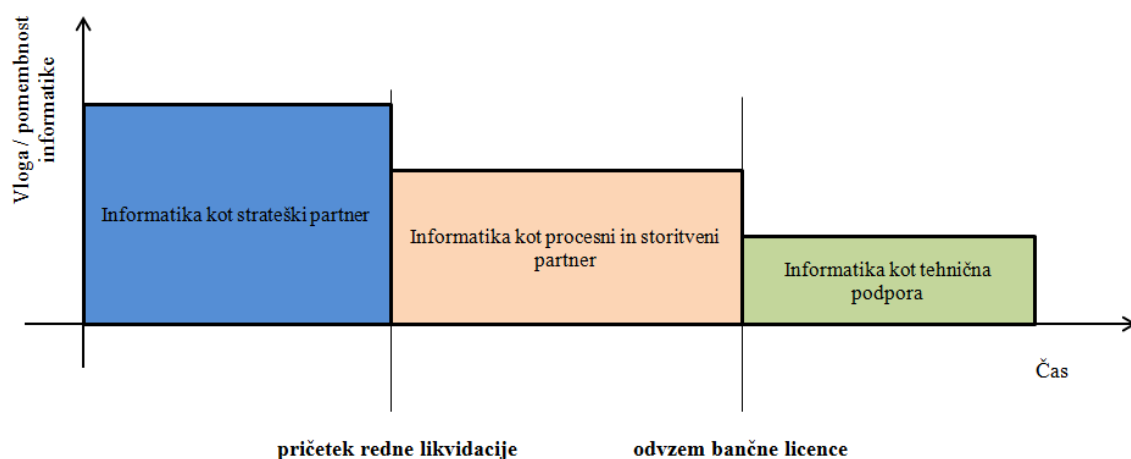 Vloga / pomembnost
informatike
Informatika kot strateški partner
Informatika kot procesni in storitveni
partner
Informatika kot tehnična
podpora
Čas
pričetek redne likvidacije
odvzem bančne licence